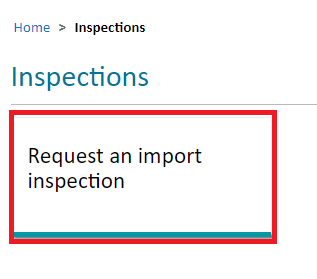 Home > Inspections
Inspections
Request an import
inspection